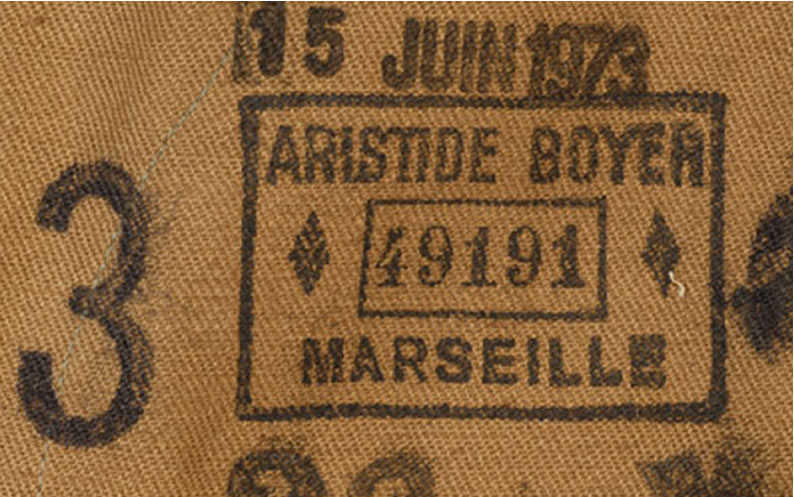 15 JUIN 1973
ARISTIDE BOYER
3
49191
MARSEILLE